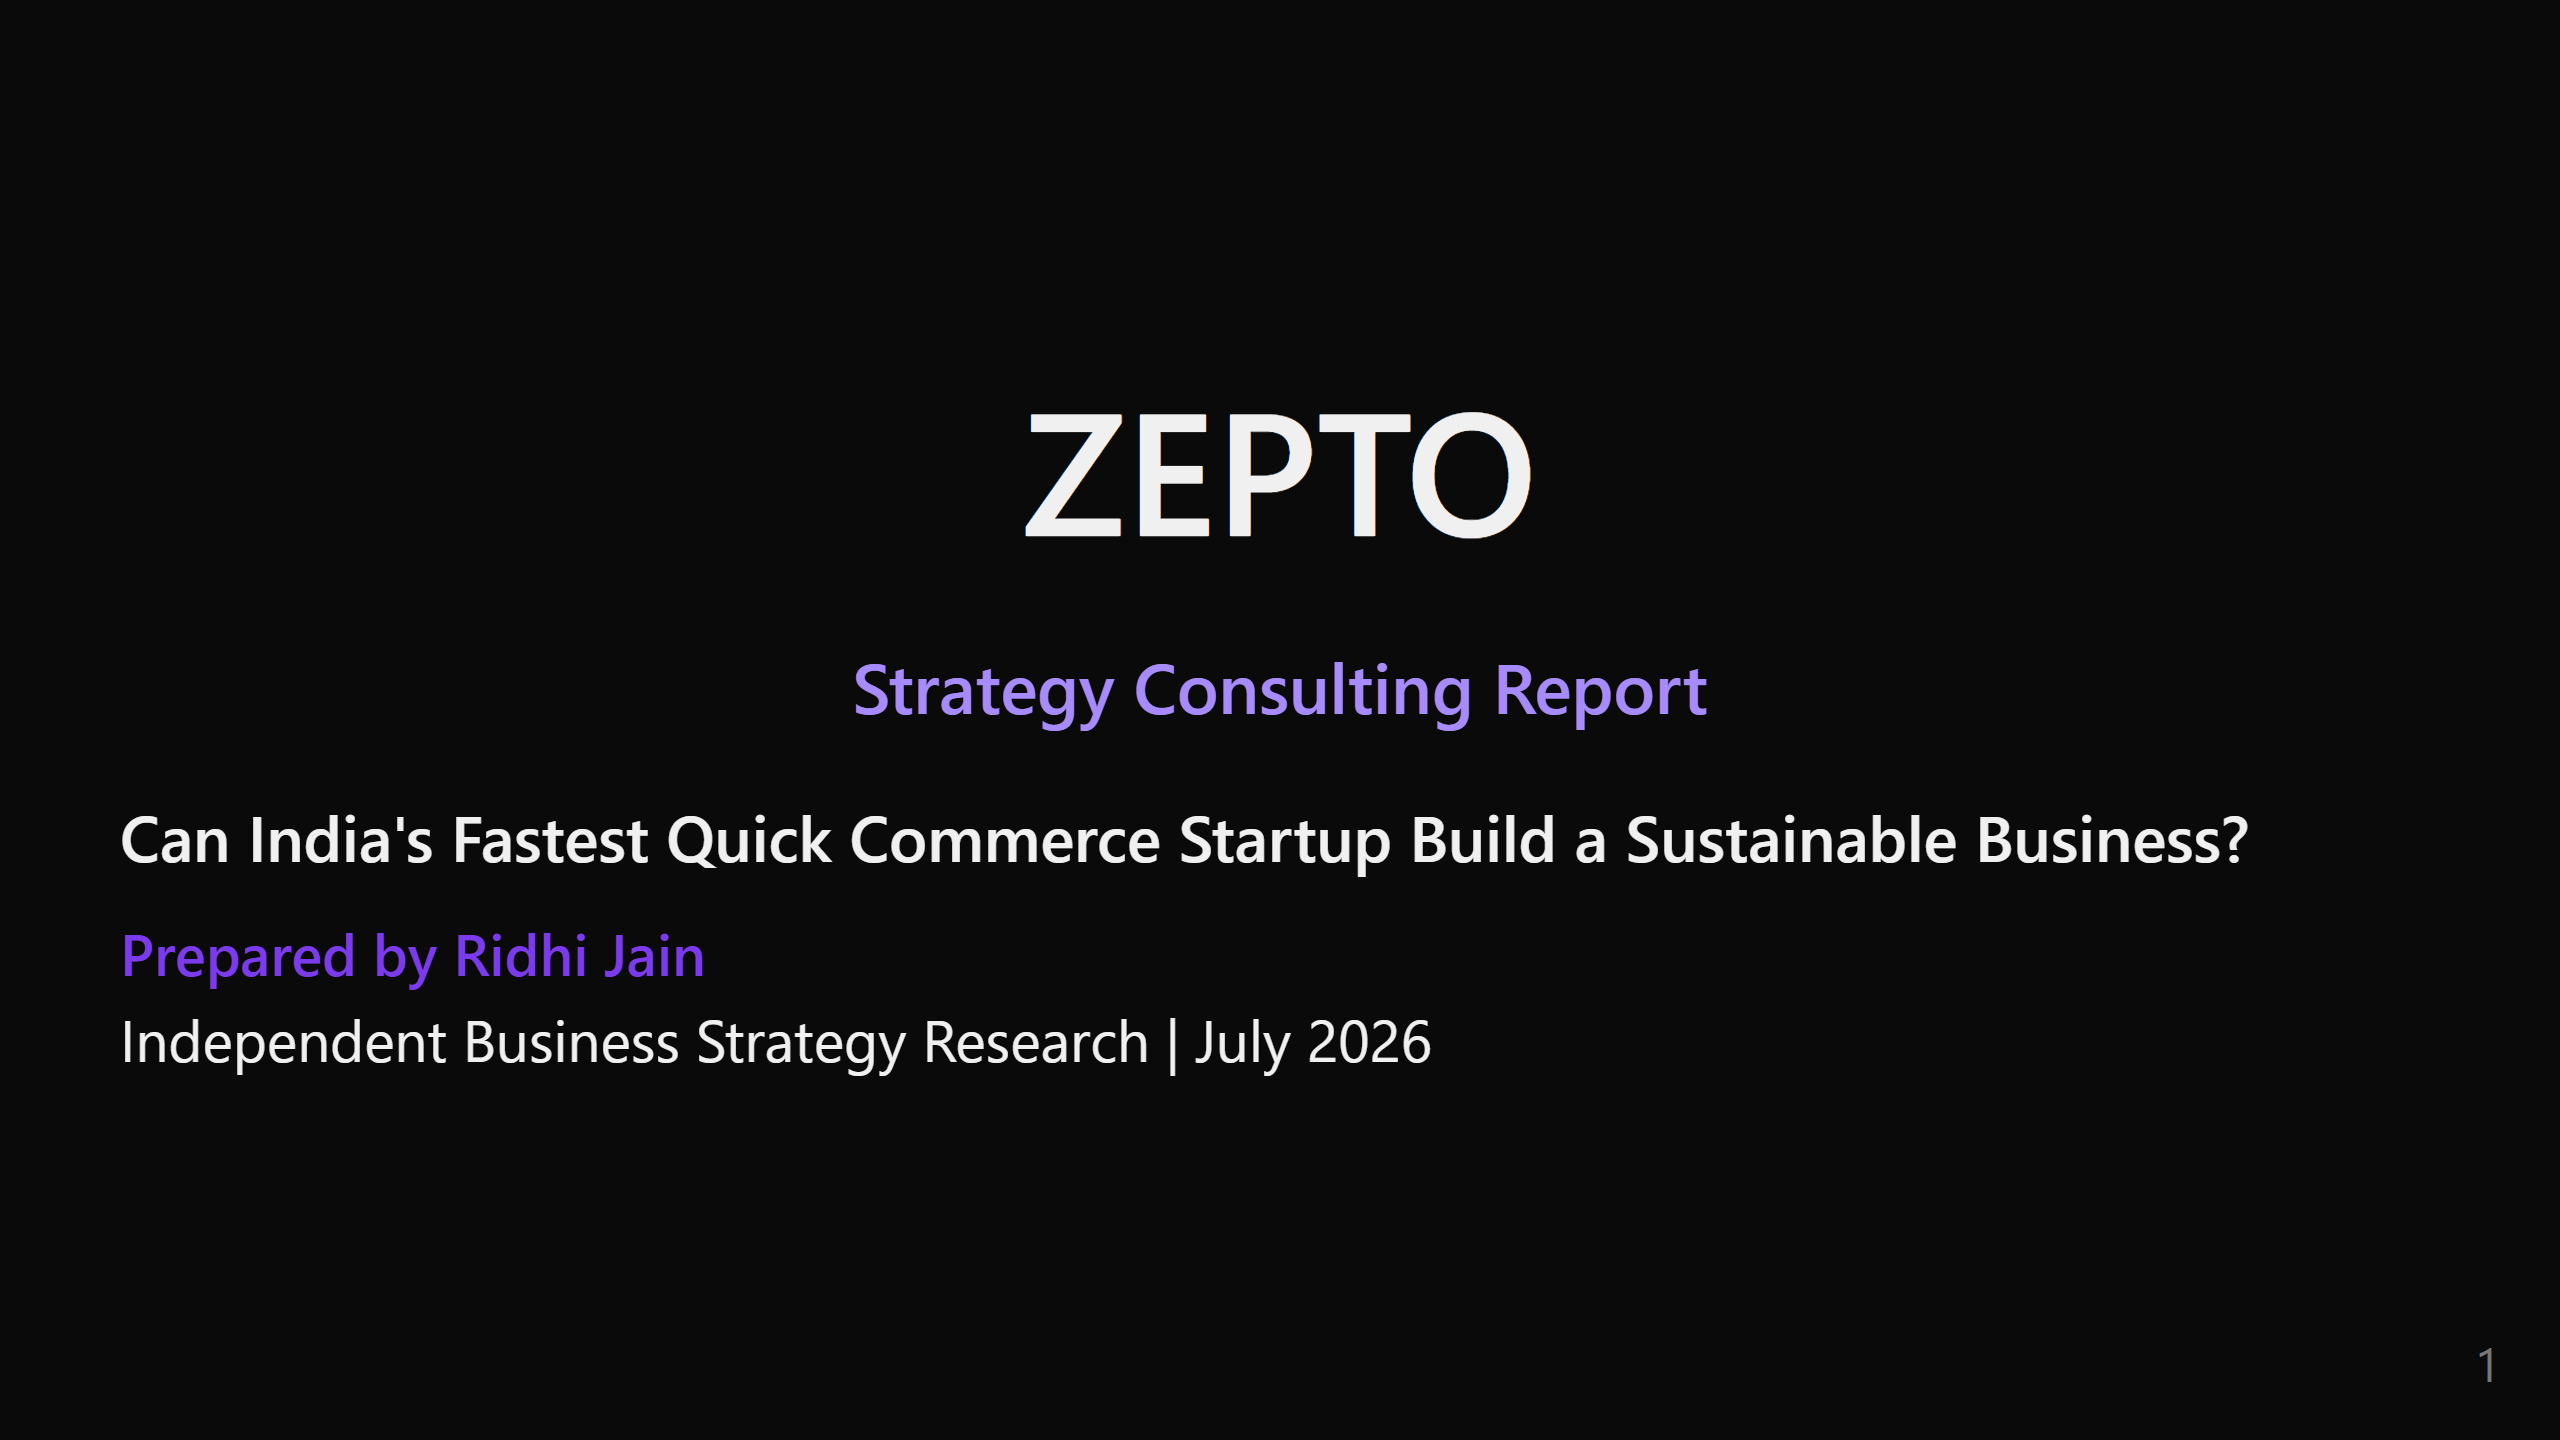 ZEPTO
Strategy Consulting Report
Can India's Fastest Quick Commerce Startup Build a Sustainable Business?
Prepared by Ridhi Jain
Independent Business Strategy Research | July 2026
1